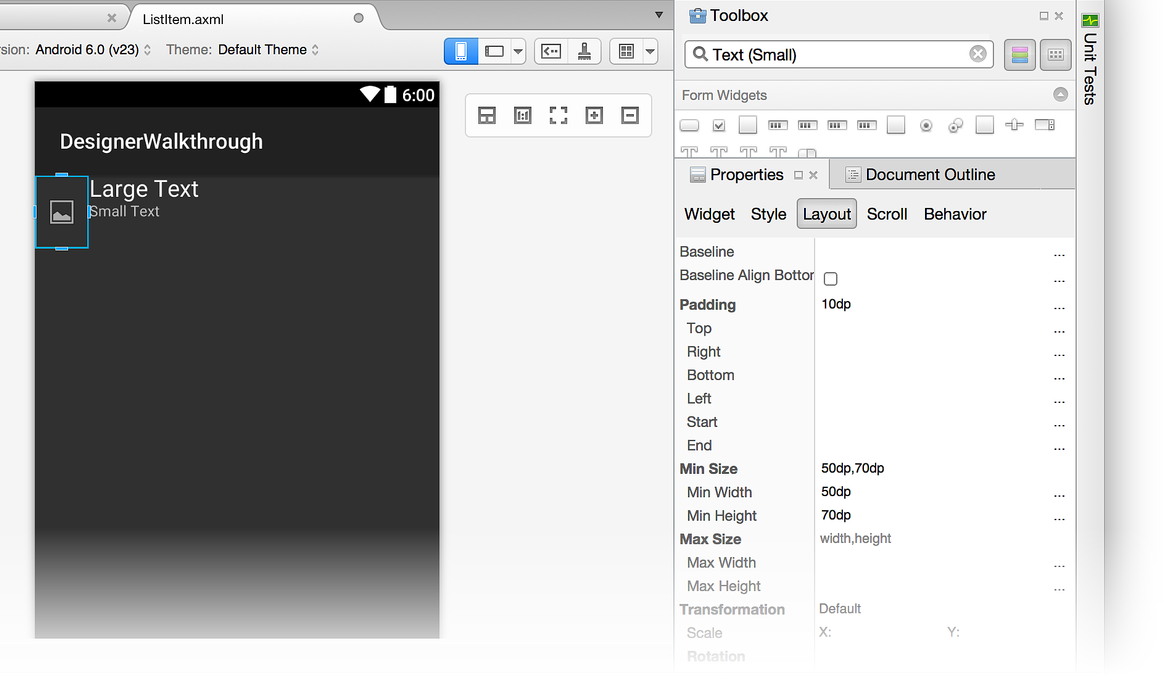 ListItem.axml
rsion: Android 6.0 (v23) Theme: Default Theme
6:00
DesignerWalkthrough
Large Text
Small Text
Toolbox
Text (Small)
Form Widgets
Properties
Document Outline
Widget Style Layout Scroll Behavior
Baseline ...
Baseline Align Bottor ...
Padding 10dp ...
Top ...
Right ...
Bottom ...
Left ...
Start ...
End ...
Min Size 50dp,70dp
Min Width 50dp ...
Min Height 70dp ...
Max Size width,height
Max Width ...
Max Height ...
Transformation Default
Scale X: Y:
Rotation
Unit Tests